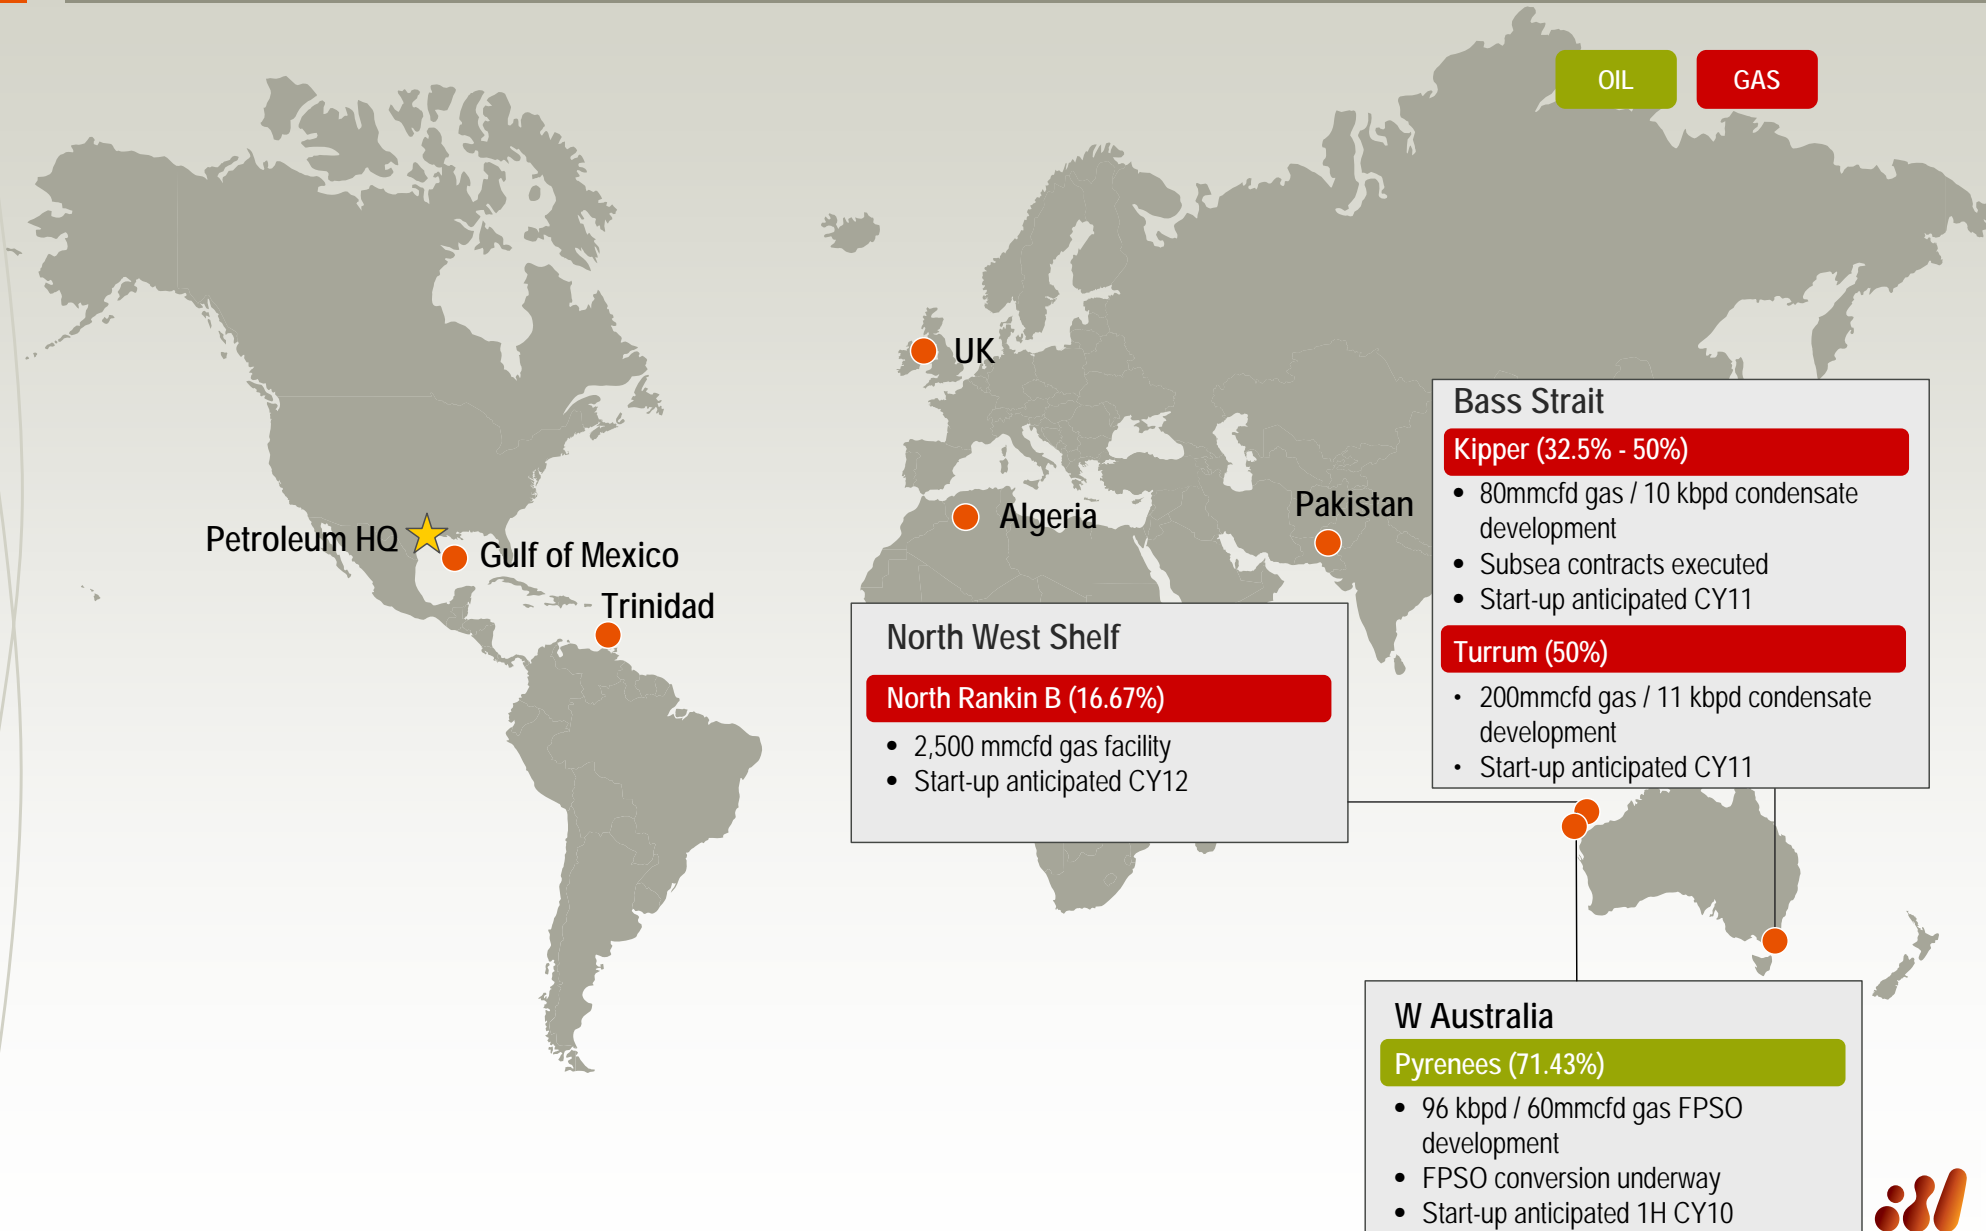 OIL
GAS
UK
Petroleum HQ
Gulf of Mexico
Trinidad
Algeria
Pakistan
Bass Strait
Kipper (32.5% - 50%)
• 80mmcfd gas / 10 kbpd condensate
development
• Subsea contracts executed
• Start-up anticipated CY11
Turrum (50%)
• 200mmcfd gas / 11 kbpd condensate
development
• Start-up anticipated CY11
North West Shelf
North Rankin B (16.67%)
• 2,500 mmcfd gas facility
• Start-up anticipated CY12
W Australia
Pyrenees (71.43%)
• 96 kbpd / 60mmcfd gas FPSO
development
• FPSO conversion underway
• Start-up anticipated 1H CY10